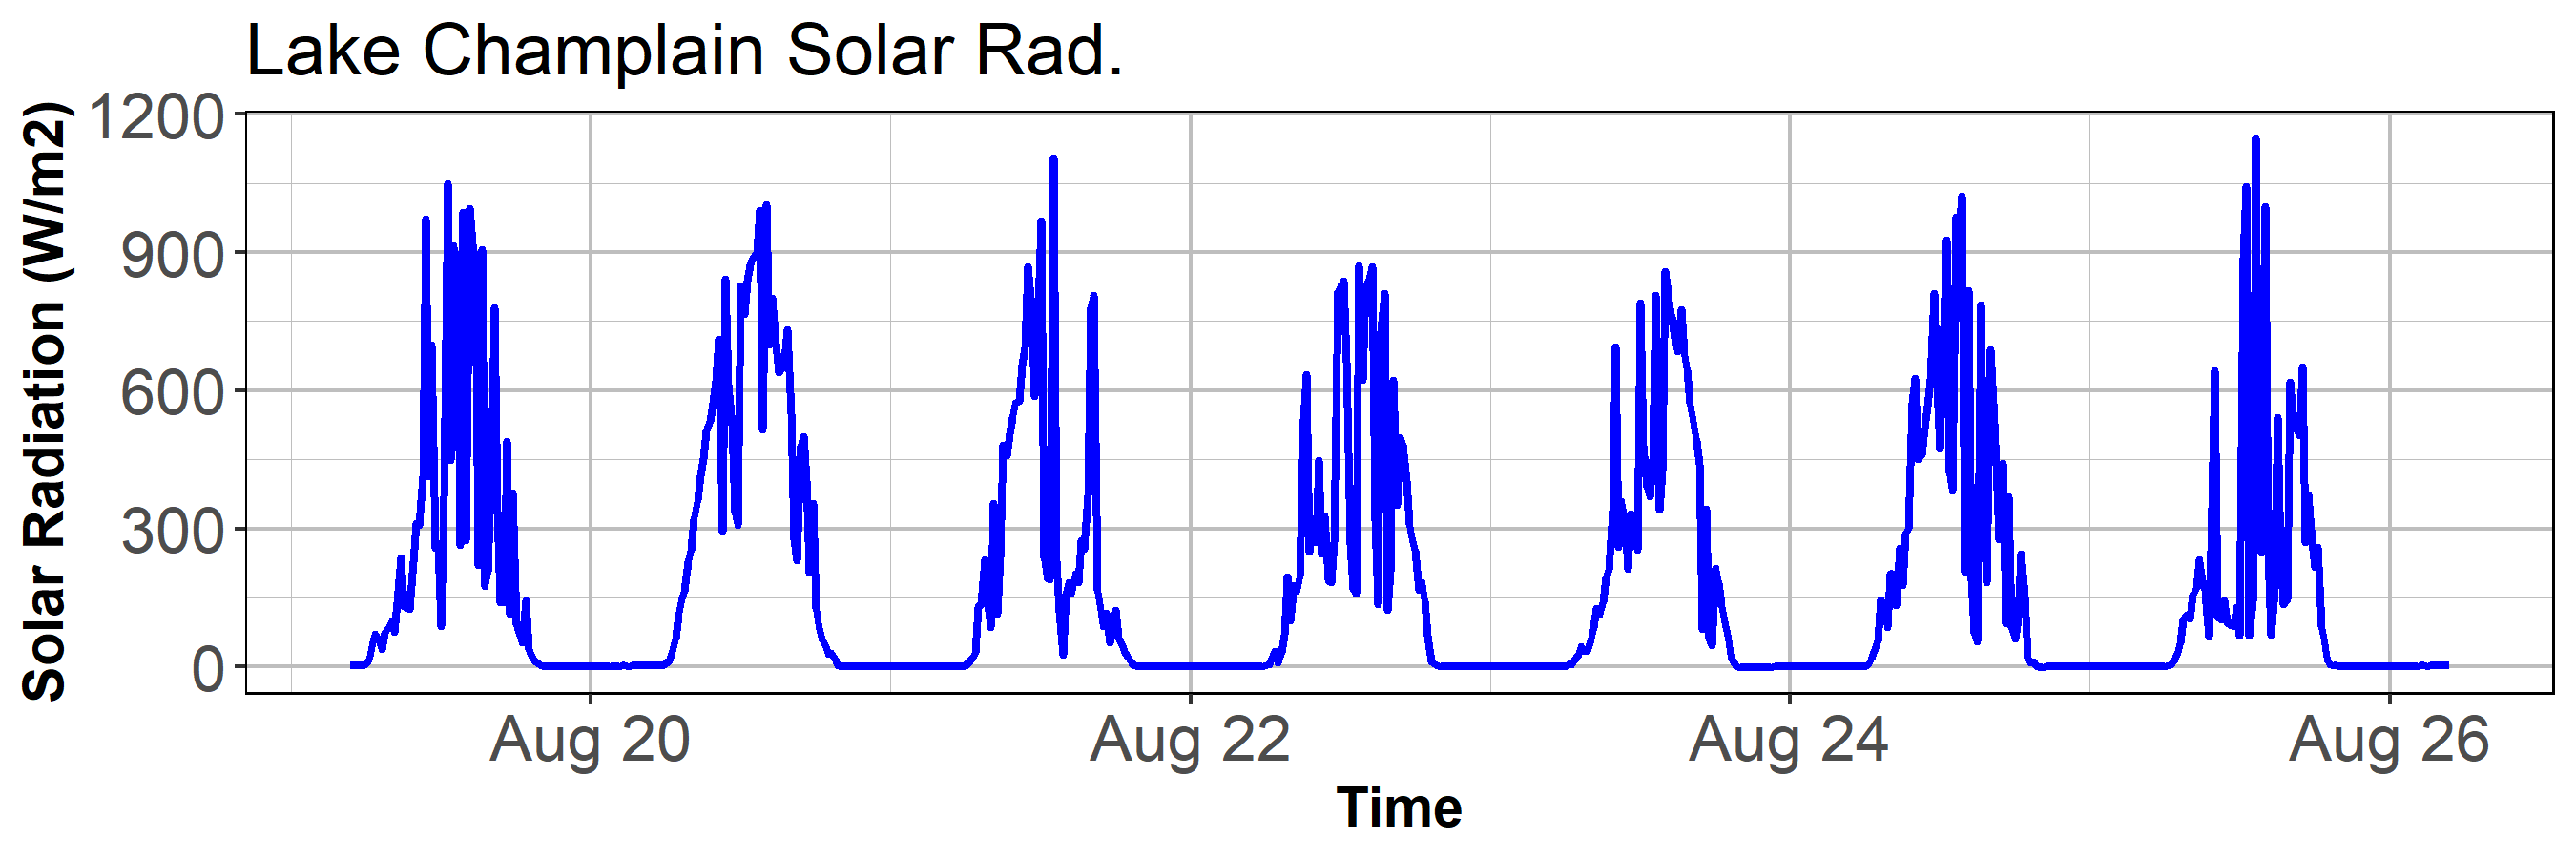 Lake Champlain Solar Rad.
Solar Radiation (W/m2)
1200
900
600
300
0
Aug 20 Aug 22 Aug 24 Aug 26
Time